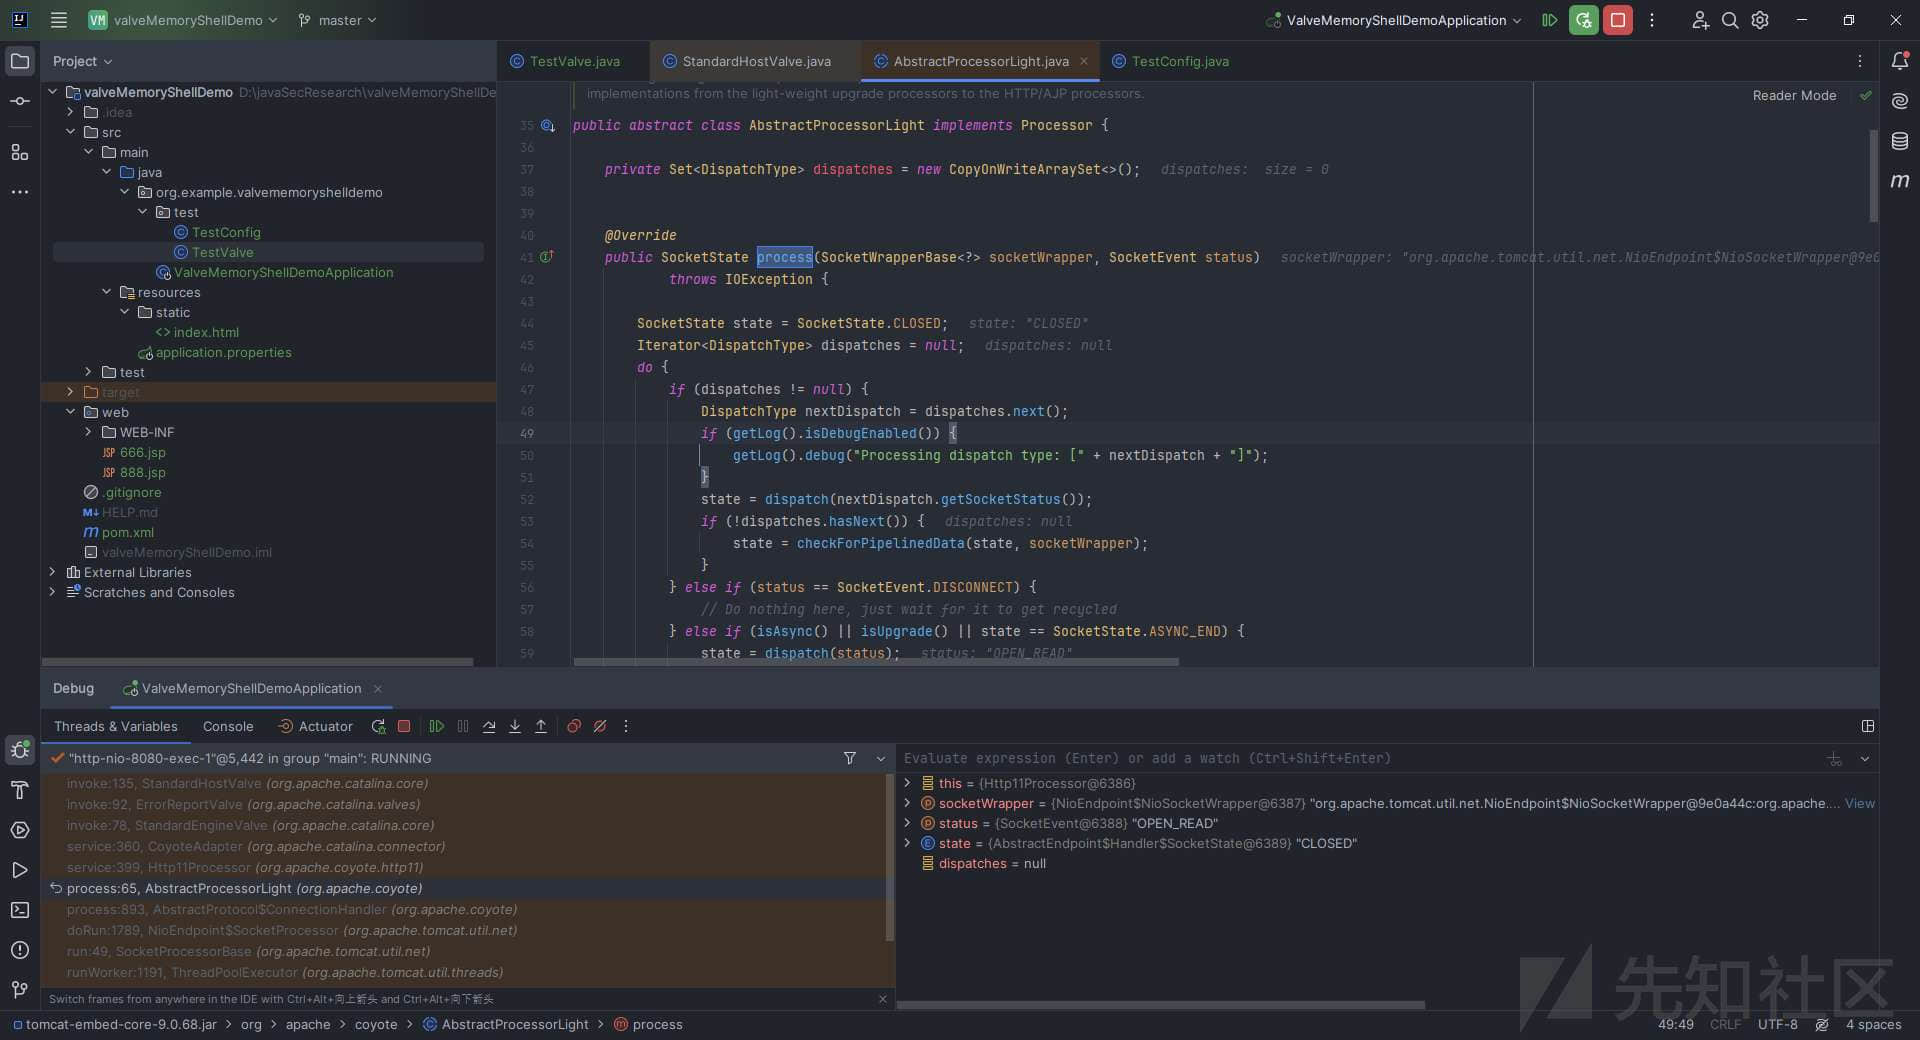 VM valveMemoryShellDemo master ValveMemoryShellDemoApplication
Project
TestValve.java StandardHostValve.java AbstractProcessorLight.java TestConfig.java
valveMemoryShellDemo D:\javaSecResearch\valveMemoryShellDe
.idea
src
main
java
org.example.valvememoryshelldemo
test
TestConfig
TestValve
ValveMemoryShellDemoApplication
resources
static
index.html
application.properties
test
target
web
WEB-INF
JSP 666.jsp
JSP 888.jsp
.gitignore
M↓ HELP.md
m pom.xml
valveMemoryShellDemo.iml
External Libraries
Scratches and Consoles
implementations from the light-weight upgrade processors to the HTTP/AJP processors.
Reader Mode
35 public abstract class AbstractProcessorLight implements Processor {
36
37 private Set<DispatchType> dispatches = new CopyOnWriteArraySet<>(); dispatches: size = 0
38
39
40 @Override
41 public SocketState process(SocketWrapperBase<?> socketWrapper, SocketEvent status) socketWrapper: "org.apache.tomcat.util.net.NioEndpoint$NioSocketWrapper@9e0
42 throws IOException {
43
44 SocketState state = SocketState.CLOSED; state: "CLOSED"
45 Iterator<DispatchType> dispatches = null; dispatches: null
46 do {
47 if (dispatches != null) {
48 DispatchType nextDispatch = dispatches.next();
49 if (getLog().isDebugEnabled()) {
50 getLog().debug("Processing dispatch type: [" + nextDispatch + "]");
51 }
52 state = dispatch(nextDispatch.getSocketStatus());
53 if (!dispatches.hasNext()) { dispatches: null
54 state = checkForPipelinedData(state, socketWrapper);
55 }
56 } else if (status == SocketEvent.DISCONNECT) {
57 // Do nothing here, just wait for it to get recycled
58 } else if (isAsync() || isUpgrade() || state == SocketState.ASYNC_END) {
59 state = dispatch(status); status: "OPEN_READ"
Debug ValveMemoryShellDemoApplication
Threads & Variables Console Actuator
"http-nio-8080-exec-1"@5,442 in group "main": RUNNING
invoke:135, StandardHostValve (org.apache.catalina.core)
invoke:92, ErrorReportValve (org.apache.catalina.valves)
invoke:78, StandardEngineValve (org.apache.catalina.core)
service:360, CoyoteAdapter (org.apache.catalina.connector)
service:399, Http11Processor (org.apache.coyote.http11)
process:65, AbstractProcessorLight (org.apache.coyote)
process:893, AbstractProtocol$ConnectionHandler (org.apache.coyote)
doRun:1789, NioEndpoint$SocketProcessor (org.apache.tomcat.util.net)
run:49, SocketProcessorBase (org.apache.tomcat.util.net)
runWorker:1191, ThreadPoolExecutor (org.apache.tomcat.util.threads)
Switch frames from anywhere in the IDE with Ctrl+Alt+向上箭头 and Ctrl+Alt+向下箭头
Evaluate expression (Enter) or add a watch (Ctrl+Shift+Enter)
this = {Http11Processor@6386}
socketWrapper = {NioEndpoint$NioSocketWrapper@6387} "org.apache.tomcat.util.net.NioEndpoint$NioSocketWrapper@9e0a44c:org.apache.... View
status = {SocketEvent@6388} "OPEN_READ"
state = {AbstractEndpoint$Handler$SocketState@6389} "CLOSED"
dispatches = null
先知社区
tomcat-embed-core-9.0.68.jar > org > apache > coyote > AbstractProcessorLight > process
49:49 CRLF UTF-8 4 spaces